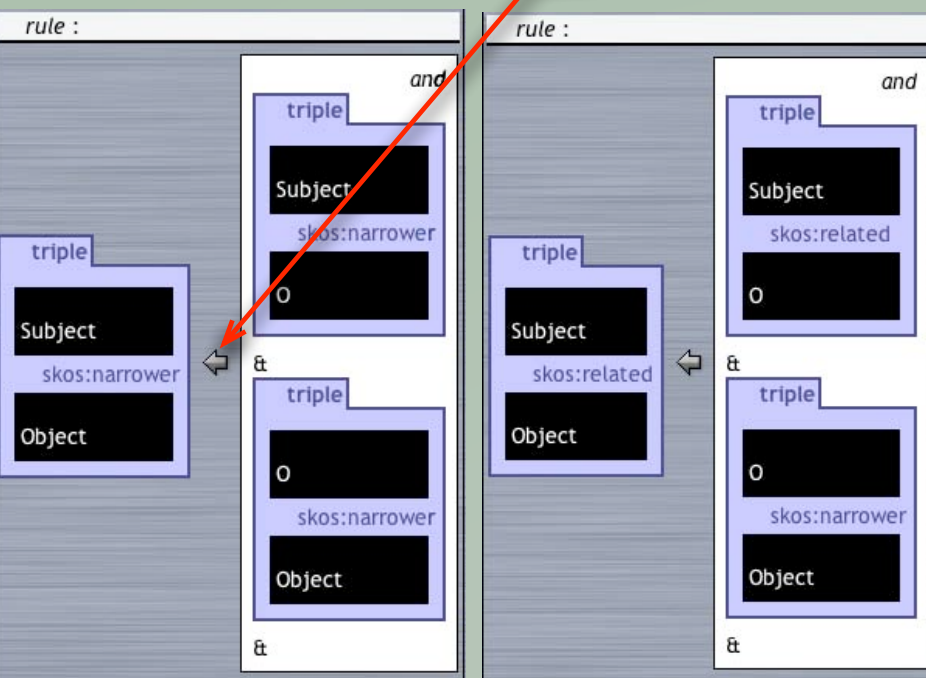 rule :
and
triple
Subject
skos:narrower
O
&
triple
O
skos:narrower
Object
&
triple
Subject
skos:narrower
Object
rule :
and
triple
Subject
skos:related
O
&
triple
O
skos:narrower
Object
&
triple
Subject
skos:related
Object